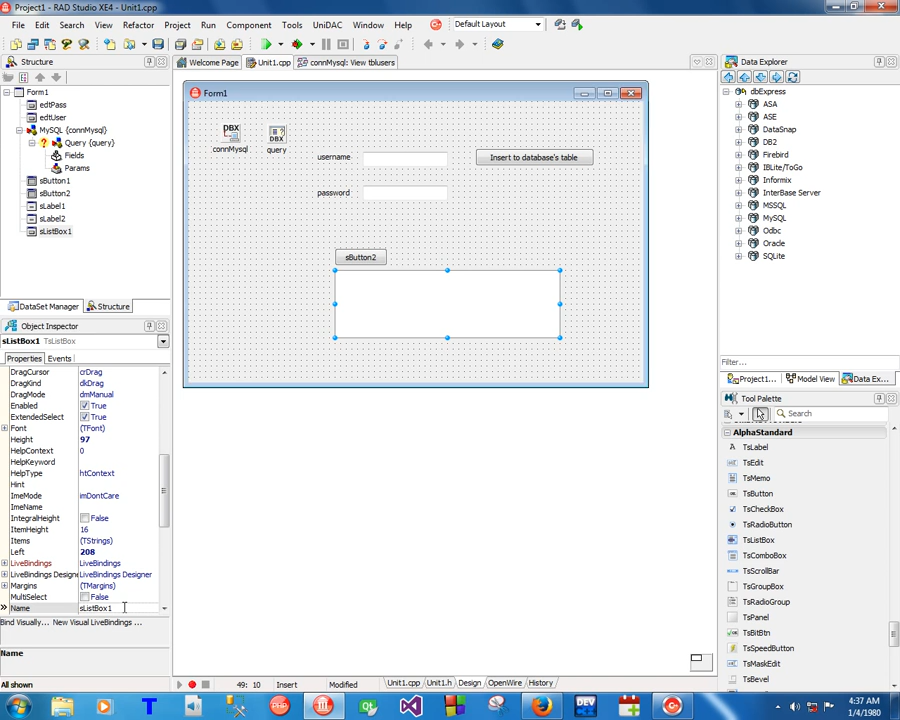 Project1 - RAD Studio XE4 - Unit1.cpp
File Edit Search View Refactor Project Run Component Tools UniDAC Window Help Default Layout
Structure
Welcome Page Unit1.cpp connMysql: View tblusers
Data Explorer
Form1
edtPass
edtUser
MySQL {connMysql}
Query {query}
Fields
Params
sButton1
sButton2
sLabel1
sLabel2
sListBox1
DataSet Manager Structure
Form1
DBX
connMysql
DBX
query
username
Insert to database's table
password
sButton2
dbExpress
ASA
ASE
DataSnap
DB2
Firebird
IBLite/ToGo
Informix
InterBase Server
MSSQL
MySQL
Odbc
Oracle
SQLite
Filter...
Project1... Model View Data Ex...
Object Inspector
sListBox1 TsListBox
Properties Events
DragCursor crDrag
DragKind dkDrag
DragMode dmManual
Enabled True
ExtendedSelect True
Font (TFont)
Height 97
HelpContext 0
HelpKeyword
HelpType htContext
Hint
ImeMode imDontCare
ImeName
IntegralHeight False
ItemHeight 16
Items (TStrings)
Left 208
LiveBindings LiveBindings
LiveBindings Design LiveBindings Designer
Margins (TMargins)
MultiSelect False
Name sListBox1
Bind Visually... New Visual LiveBindings ...
Name
All shown
Tool Palette
Search
AlphaStandard
TsLabel
TsEdit
TsMemo
TsButton
TsCheckBox
TsRadioButton
TsListBox
TsComboBox
TsScrollBar
TsGroupBox
TsRadioGroup
TsPanel
TsBitBtn
TsSpeedButton
TsMaskEdit
TsBevel
49: 10 Insert Modified Unit1.cpp Unit1.h Design OpenWire History
PHP
Qt
DEV
4:37 AM
1/4/1980